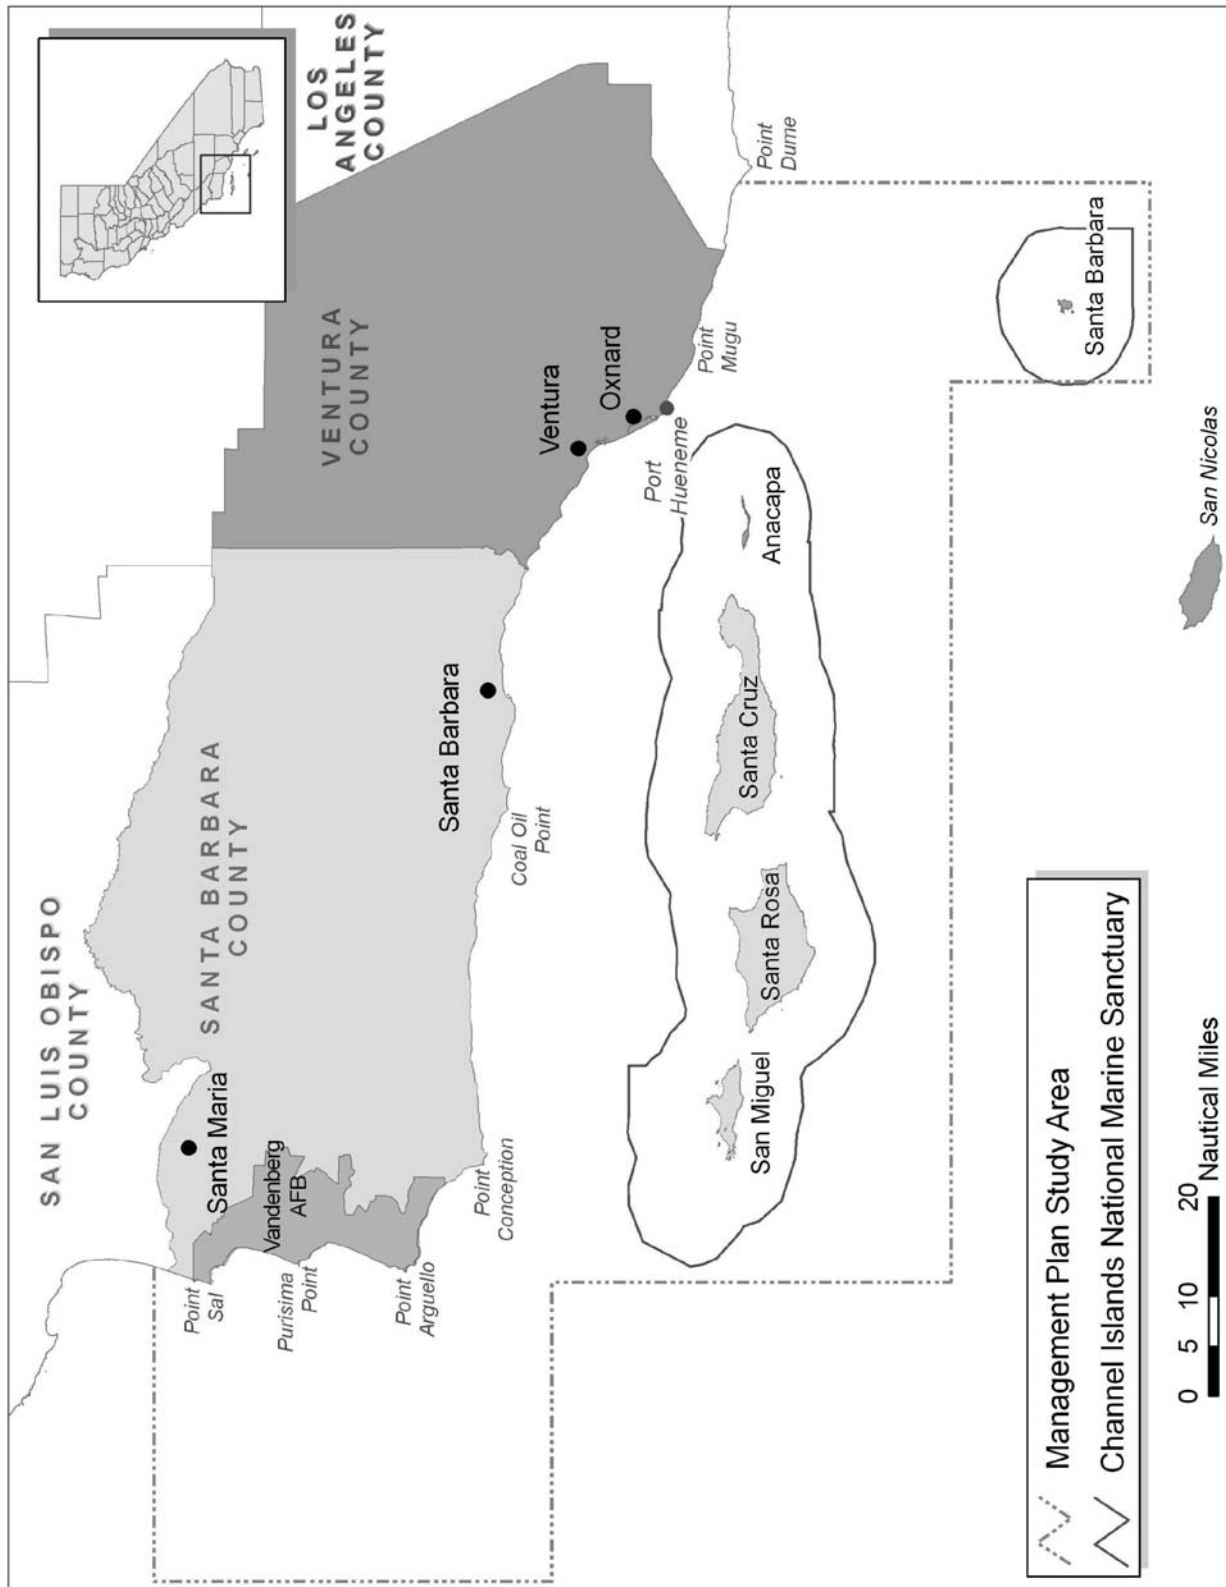 SAN LUIS OBISPO
COUNTY
LOS
ANGELES
COUNTY
Santa Maria
SANTA BARBARA
COUNTY
VENTURA
COUNTY
Vandenberg
AFB
Point
Sal
Purisima
Point
Point
Arguello
Point
Conception
Santa Barbara
Coal Oil
Point
Ventura
Oxnard
Port
Hueneme
Point
Mugu
Point
Dume
San Miguel
Santa Rosa
Santa Cruz
Anacapa
Santa Barbara
San Nicolas
Management Plan Study Area
Channel Islands National Marine Sanctuary
0 5 10 20
Nautical Miles